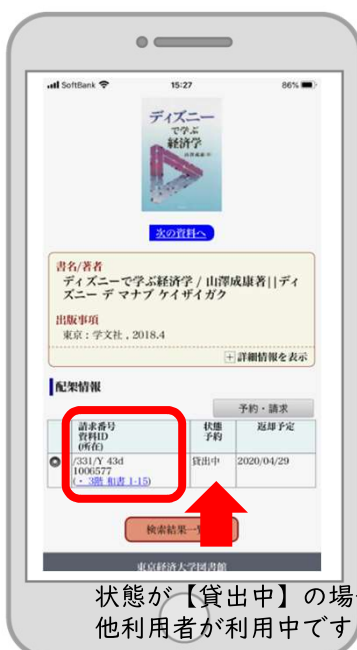 SoftBank 15:27 86%
ディズニー
で学ぶ
経済学
山澤成康 著
次の資料へ
書名/著者
ディズニーで学ぶ経済学 / 山澤成康著||ディ
ズニー デ マナブ ケイザイガク
出版事項
東京 : 学文社 , 2018.4
+ 詳細情報を表示
配架情報
予約・請求
請求番号
資料ID
(所在)
状態
予約
返却予定
/331/Y 43d
1006577
(・ 3階 和書 1-15)
貸出中
2020/04/29
検索結果一
東京経済大学図書館
状態が【貸出中】の場
他利用者が利用中です